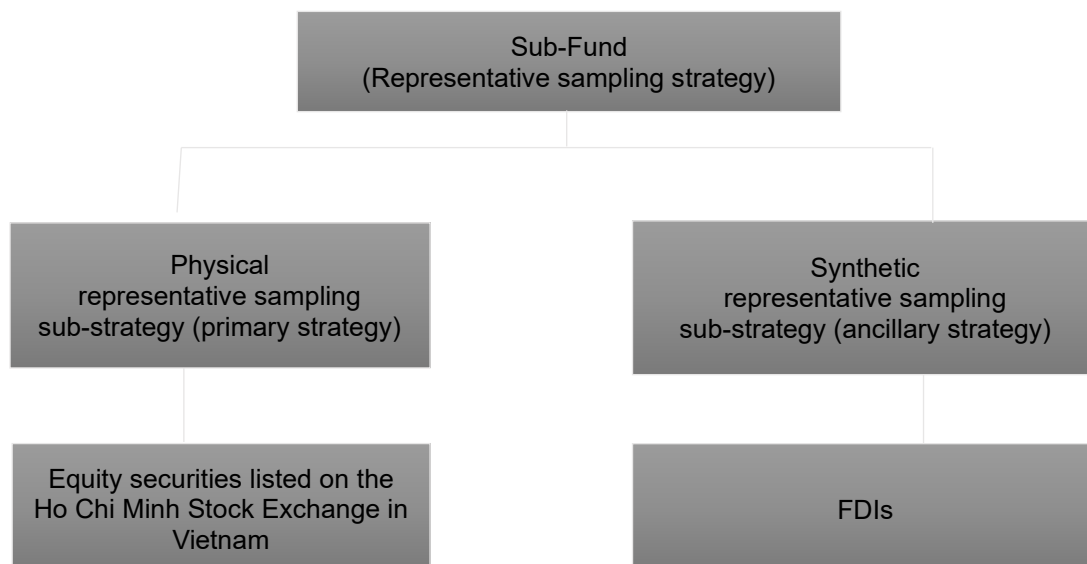 Sub-Fund
(Representative sampling strategy)
Physical
representative sampling
sub-strategy (primary strategy)
Synthetic
representative sampling
sub-strategy (ancillary strategy)
Equity securities listed on the
Ho Chi Minh Stock Exchange in
Vietnam
FDIs